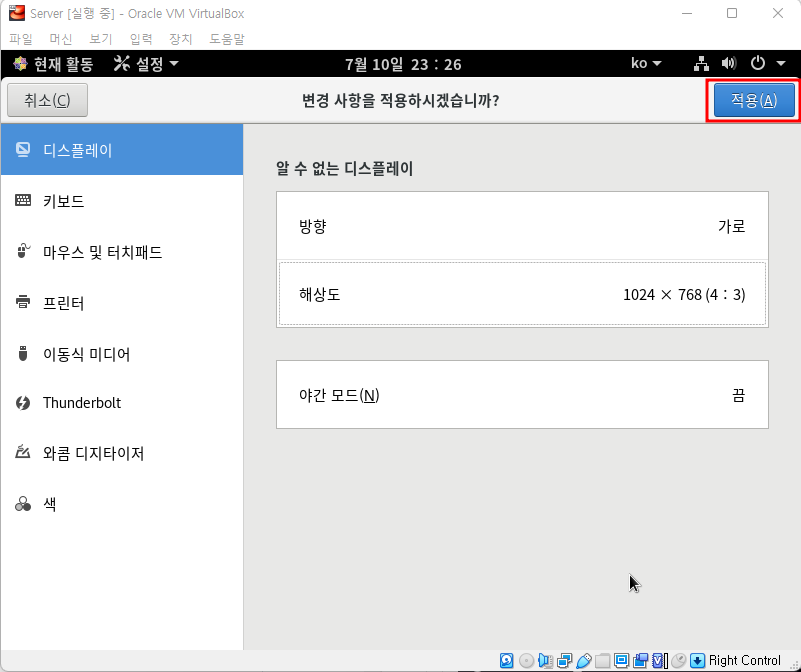 Server [실행 중] - Oracle VM VirtualBox
파일 머신 보기 입력 장치 도움말
현재 활동 설정 7월 10일 23 : 26 ko
취소(C) 변경 사항을 적용하시겠습니까? 적용(A)
디스플레이
키보드
마우스 및 터치패드
프린터
이동식 미디어
Thunderbolt
와콤 디지타이저
색
알 수 없는 디스플레이
방향 가로
해상도 1024 × 768 (4 : 3)
야간 모드(N) 끔
Right Control